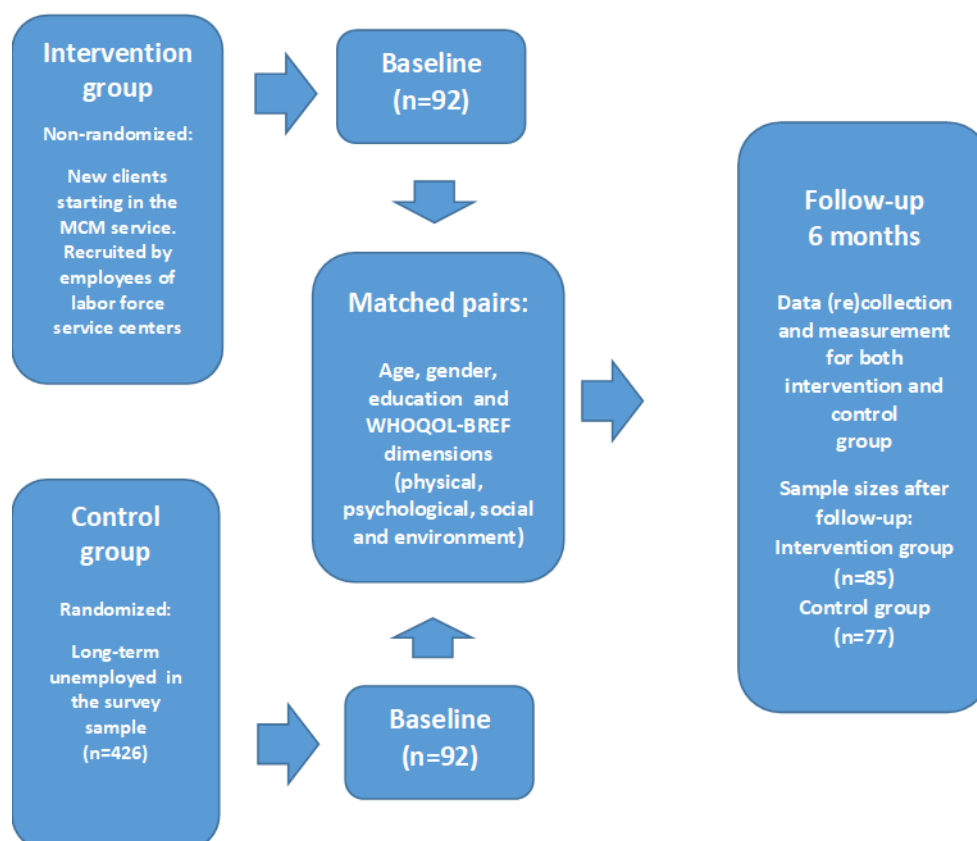 Intervention
group
Non-randomized:
New clients
starting in the
MCM service.
Recruited by
employees of
labor force
service centers
Baseline
(n=92)
Matched pairs:
Age, gender,
education and
WHOQOL-BREF
dimensions
(physical,
psychological, social
and environment)
Control
group
Randomized:
Long-term
unemployed in
the survey
sample
(n=426)
Baseline
(n=92)
Follow-up
6 months
Data (re)collection
and measurement
for both
intervention and
control
group
Sample sizes after
follow-up:
Intervention group
(n=85)
Control group
(n=77)